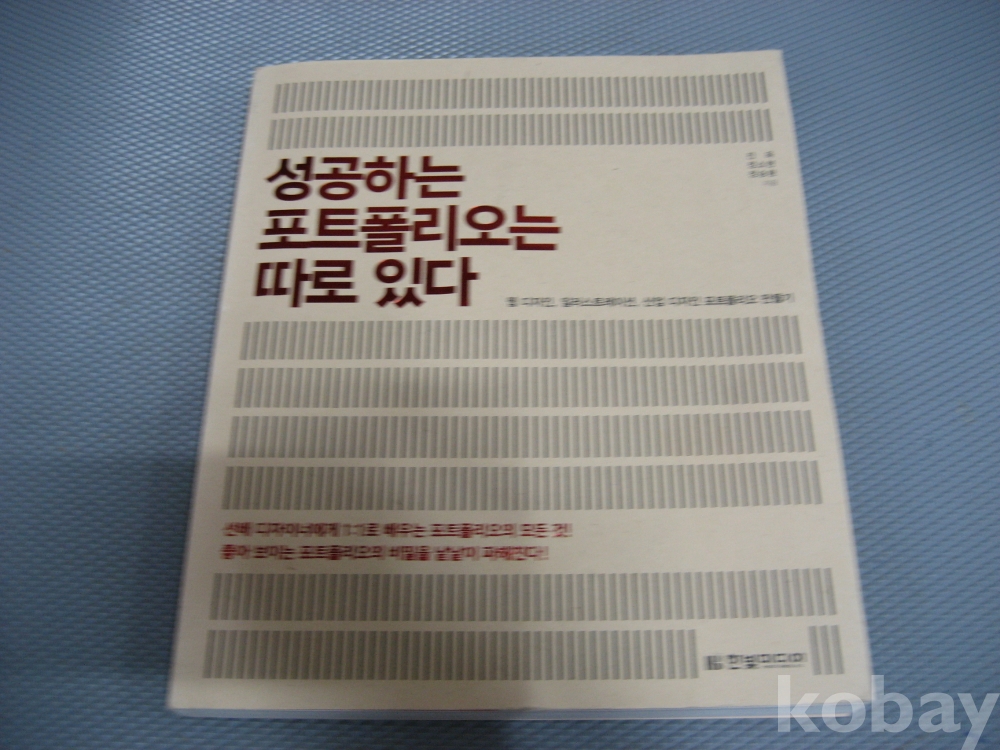 성공하는
포트폴리오는
따로 있다
웹 디자인, 일러스트레이션, 산업 디자인 포트폴리오 만들기
선배 디자이너에게 1:1로 배우는 포트폴리오의 모든 것!
좋아 보이는 포트폴리오의 비밀을 낱낱이 파헤친다!
한빛미디어
kobay